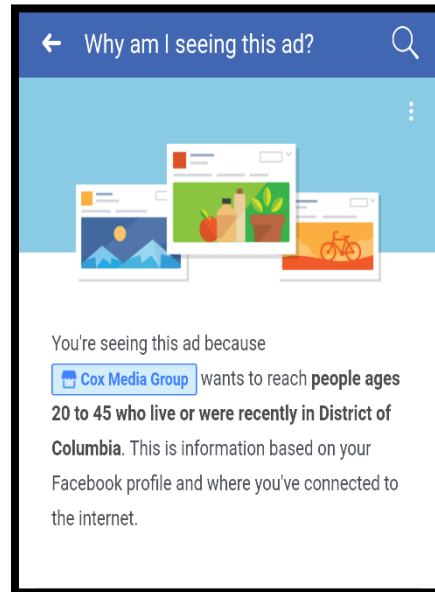 Why am I seeing this ad?
You're seeing this ad because
Cox Media Group wants to reach people ages
20 to 45 who live or were recently in District of
Columbia. This is information based on your
Facebook profile and where you've connected to
the internet.